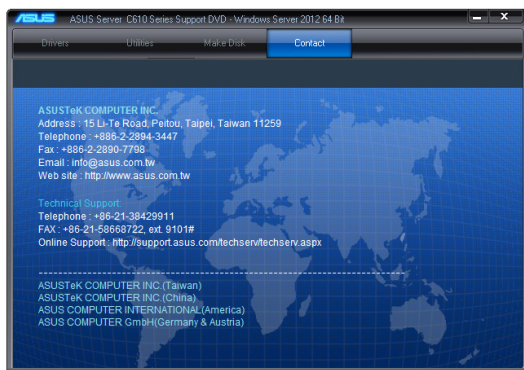 ASUS ASUS Server C610 Series Support DVD - Windows Server 2012 64 Bit
Drivers Utilities Make Disk Contact
ASUSTeK COMPUTER INC.
Address : 15 Li-Te Road, Peitou, Taipei, Taiwan 11259
Telephone : +886-2-2894-3447
Fax : +886-2-2890-7798
Email : info@asus.com.tw
Web site : http://www.asus.com.tw
Technical Support:
Telephone : +86-21-38429911
FAX : +86-21-58668722, ext. 9101#
Online Support : http://support.asus.com/techserv/techserv.aspx
ASUSTeK COMPUTER INC.(Taiwan)
ASUSTeK COMPUTER INC.(China)
ASUS COMPUTER INTERNATIONAL(America)
ASUS COMPUTER GmbH(Germany & Austria)